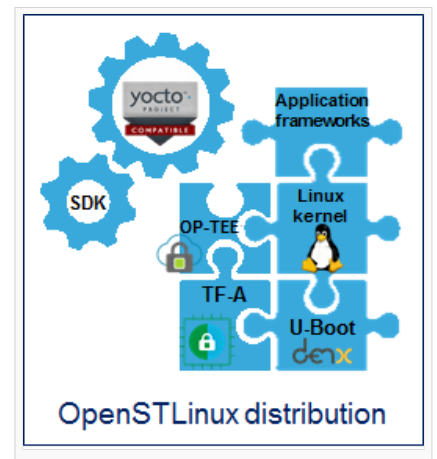 yocto
PROJECT
COMPATIBLE
Application
frameworks
SDK
Linux
kernel
OP-TEE
TF-A
U-Boot
denx
OpenSTLinux distribution